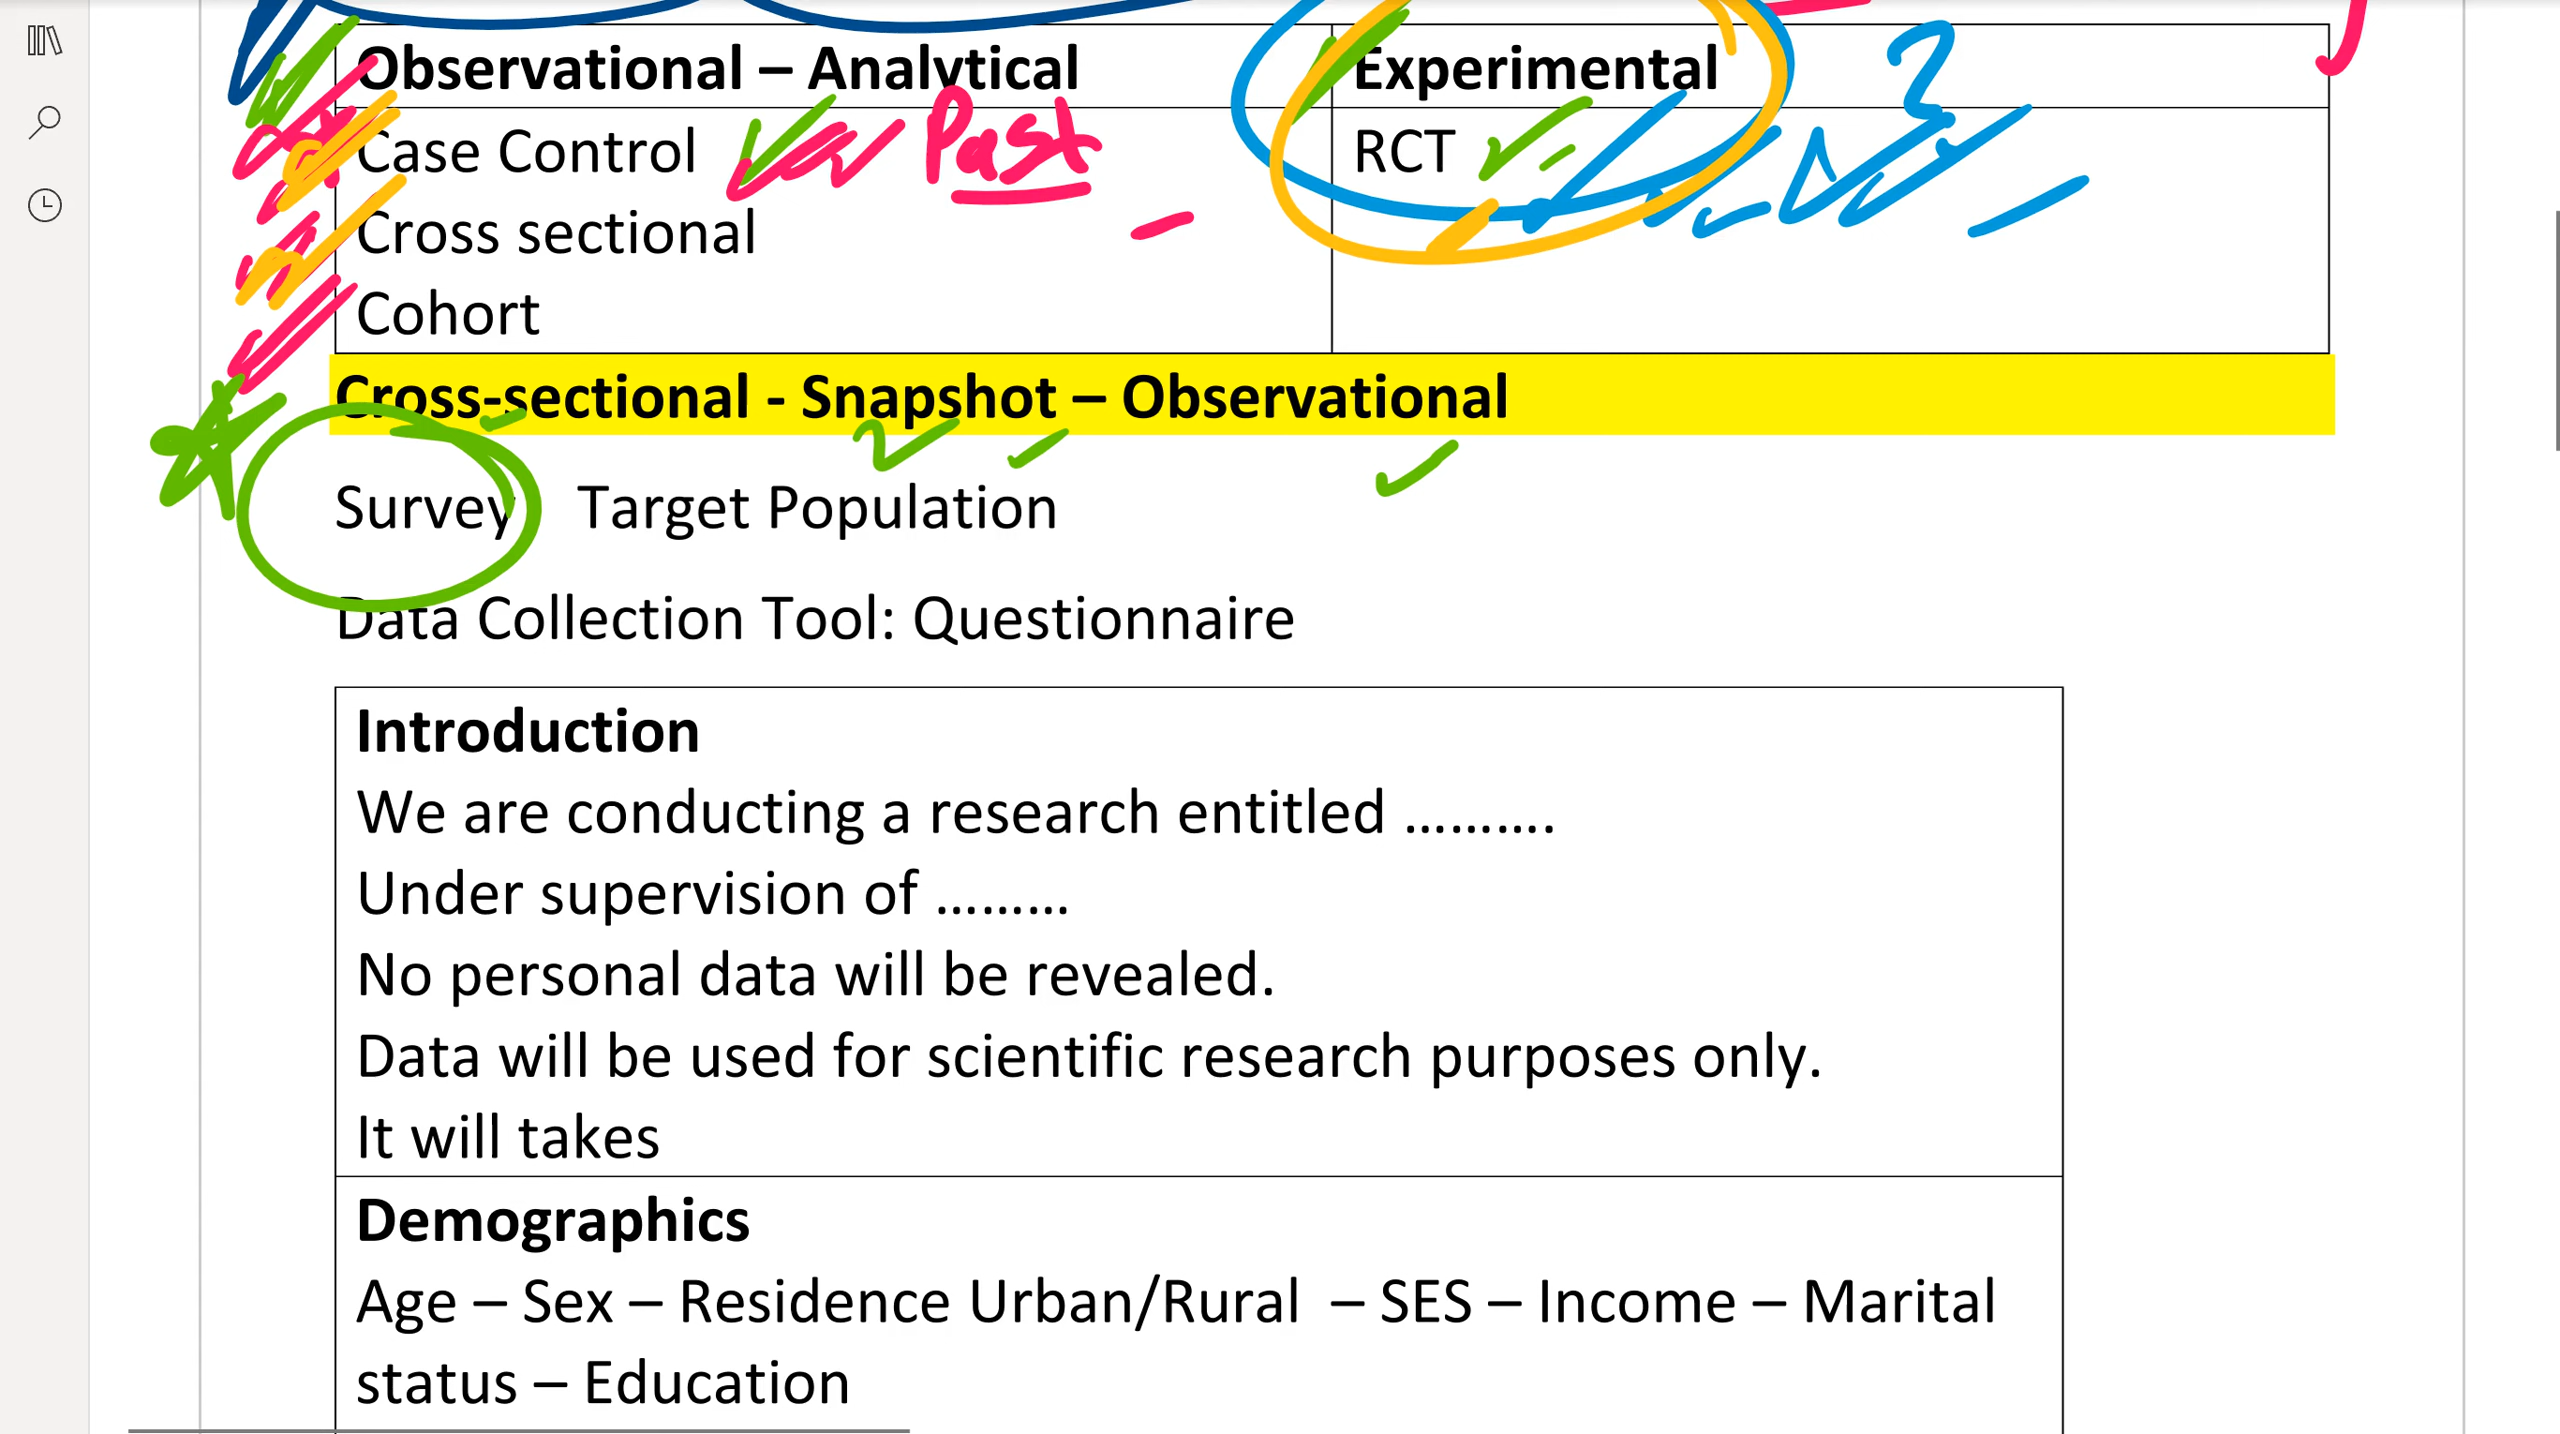 Observational – Analytical
Experimental
Case Control
Past
RCT
Cross sectional
Cohort
Cross-sectional - Snapshot – Observational
Survey Target Population
Data Collection Tool: Questionnaire
Introduction
We are conducting a research entitled ……….
Under supervision of ………
No personal data will be revealed.
Data will be used for scientific research purposes only.
It will takes
Demographics
Age – Sex – Residence Urban/Rural – SES – Income – Marital
status – Education